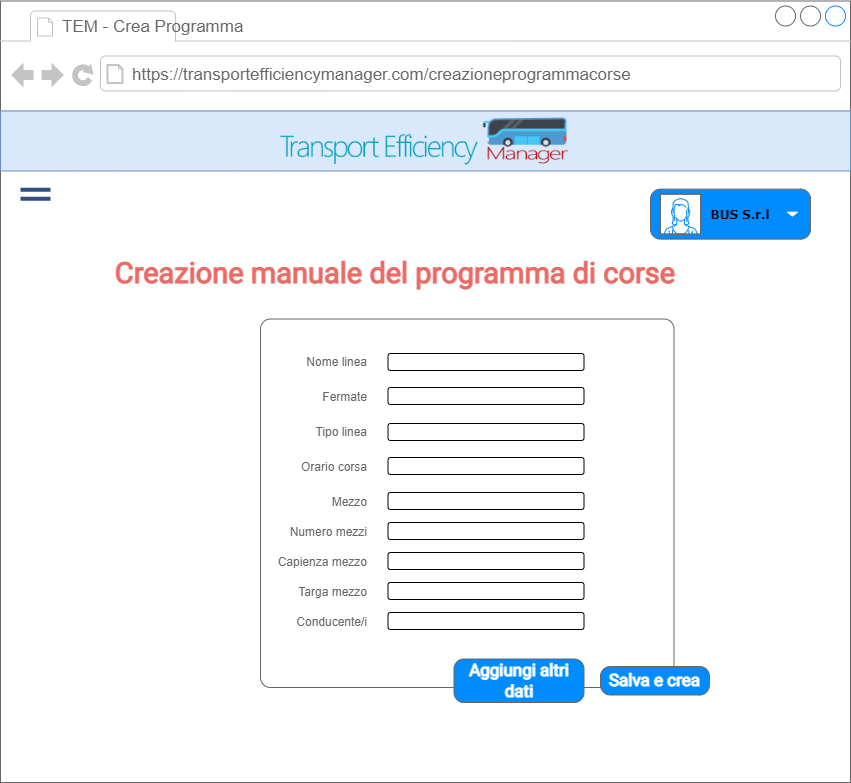 TEM - Crea Programma
https://transportefficiencymanager.com/creazioneprogrammacorse
Transport Efficiency Manager
BUS S.r.l
Creazione manuale del programma di corse
Nome linea
Fermate
Tipo linea
Orario corsa
Mezzo
Numero mezzi
Capienza mezzo
Targa mezzo
Conducente/i
Aggiungi altri
dati
Salva e crea